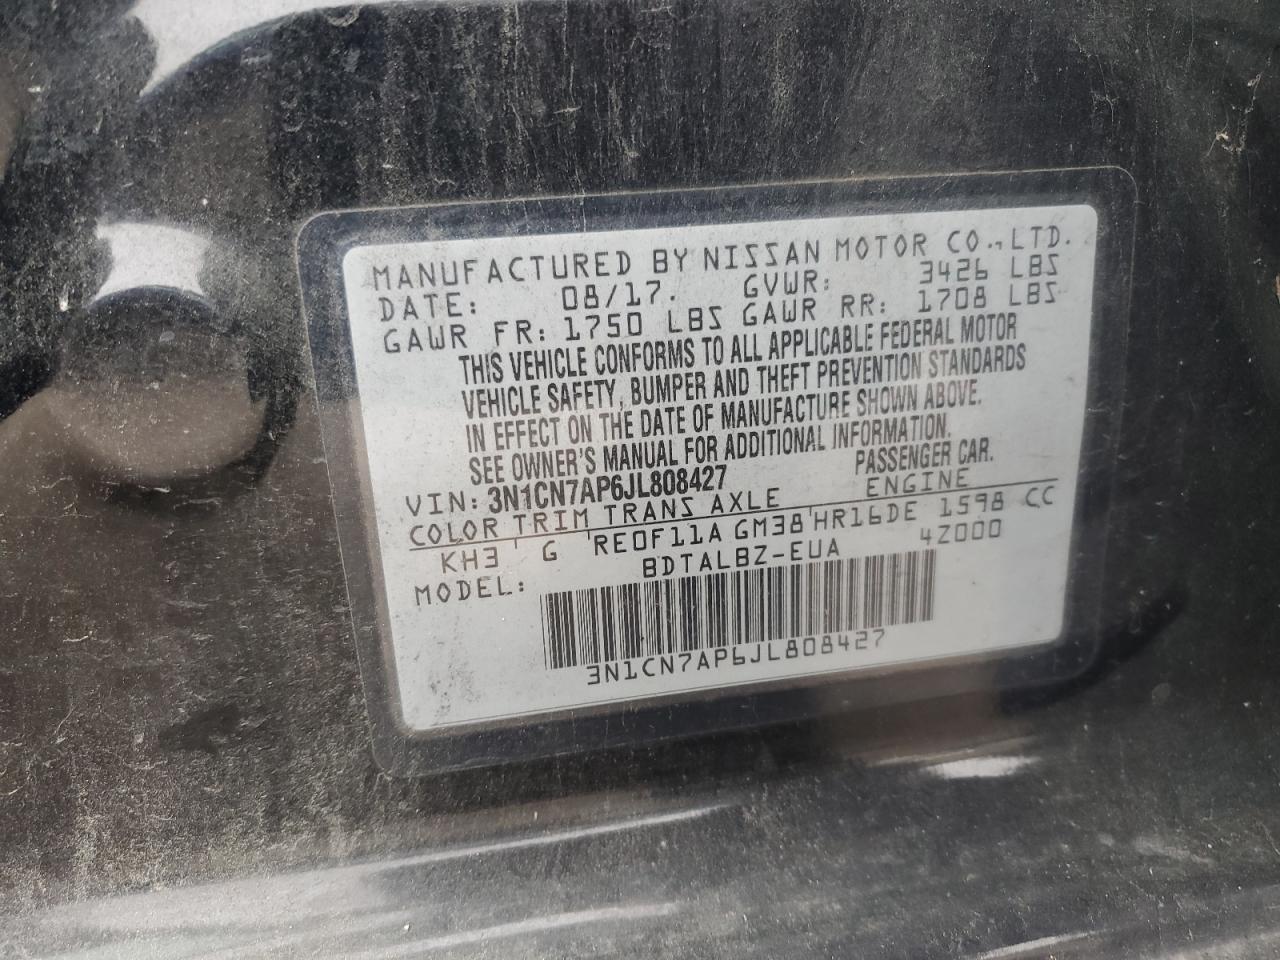 MANUFACTURED BY NISSAN MOTOR CO.,LTD.
DATE: 08/17. GVWR: 3426 LBS
GAWR FR: 1750 LBS GAWR RR: 1708 LBS
THIS VEHICLE CONFORMS TO ALL APPLICABLE FEDERAL MOTOR
VEHICLE SAFETY, BUMPER AND THEFT PREVENTION STANDARDS
IN EFFECT ON THE DATE OF MANUFACTURE SHOWN ABOVE.
SEE OWNER'S MANUAL FOR ADDITIONAL INFORMATION.
VIN: 3N1CN7AP6JL808427 PASSENGER CAR.
COLOR TRIM TRANS AXLE ENGINE
KH3 G RE0F11A GM38 HR16DE 1598 CC
MODEL: BDTALBZ-EUA 4Z000
3N1CN7AP6JL808427